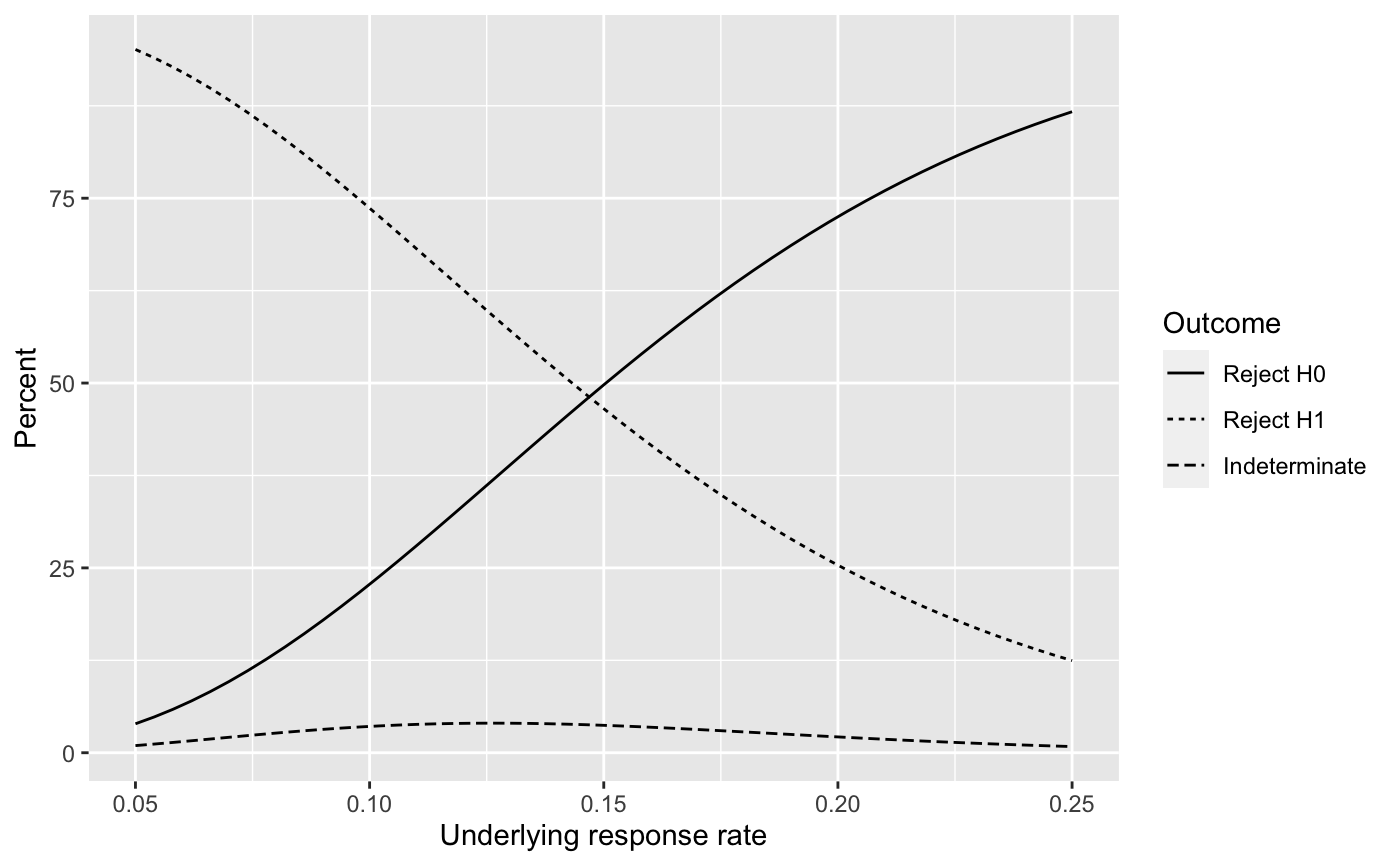 Percent
75
50
25
0
0.05 0.10 0.15 0.20 0.25
Underlying response rate
Outcome
Reject H0
Reject H1
Indeterminate